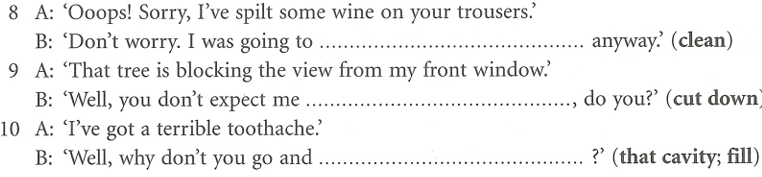 8 A: ‘Ooops! Sorry, I’ve spilt some wine on your trousers.’
B: ‘Don’t worry. I was going to ............................................ anyway.’ (clean)
9 A: ‘That tree is blocking the view from my front window.’
B: ‘Well, you don’t expect me ............................................, do you?’ (cut down)
10 A: ‘I’ve got a terrible toothache.’
B: ‘Well, why don’t you go and ............................................ ?’ (that cavity; fill)